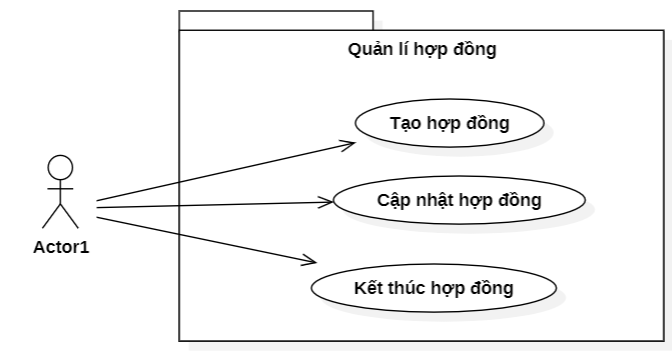 Quản lí hợp đồng
Tạo hợp đồng
Cập nhật hợp đồng
Actor1
Kết thúc hợp đồng